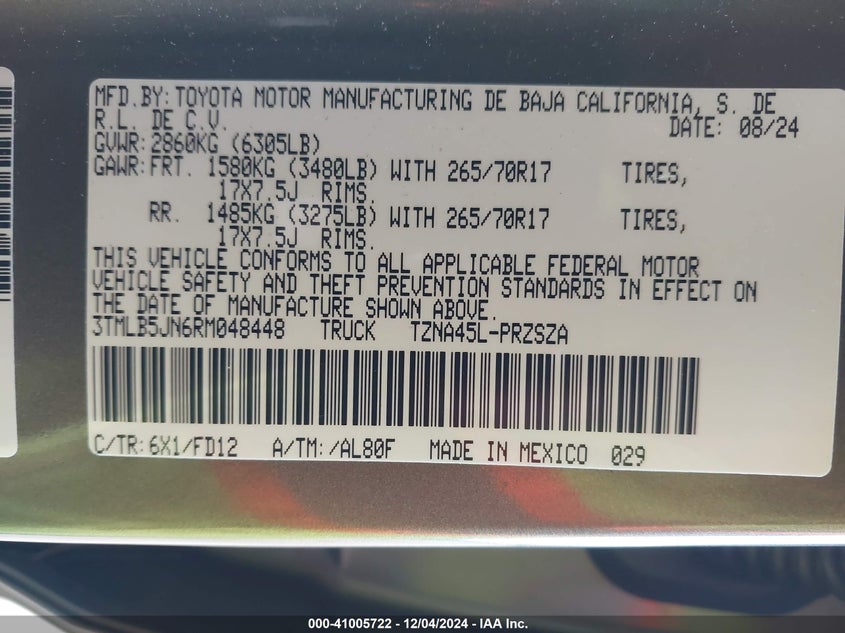 MFD.BY: TOYOTA MOTOR MANUFACTURING DE BAJA CALIFORNIA, S. DE
R.L. DE C.V. DATE: 08/24
GVWR: 2860KG (6305LB)
GAWR: FRT. 1580KG (3480LB) WITH 265/70R17 TIRES,
17X7.5J RIMS.
RR. 1485KG (3275LB) WITH 265/70R17 TIRES,
17X7.5J RIMS.
THIS VEHICLE CONFORMS TO ALL APPLICABLE FEDERAL MOTOR
VEHICLE SAFETY AND THEFT PREVENTION STANDARDS IN EFFECT ON
THE DATE OF MANUFACTURE SHOWN ABOVE.
3TMLB5JN6RM048448 TRUCK TZNA45L-PRZSZA
C/TR: 6X1/FD12 A/TM: /AL80F MADE IN MEXICO 029
000-41005722 - 12/04/2024 - IAA Inc.